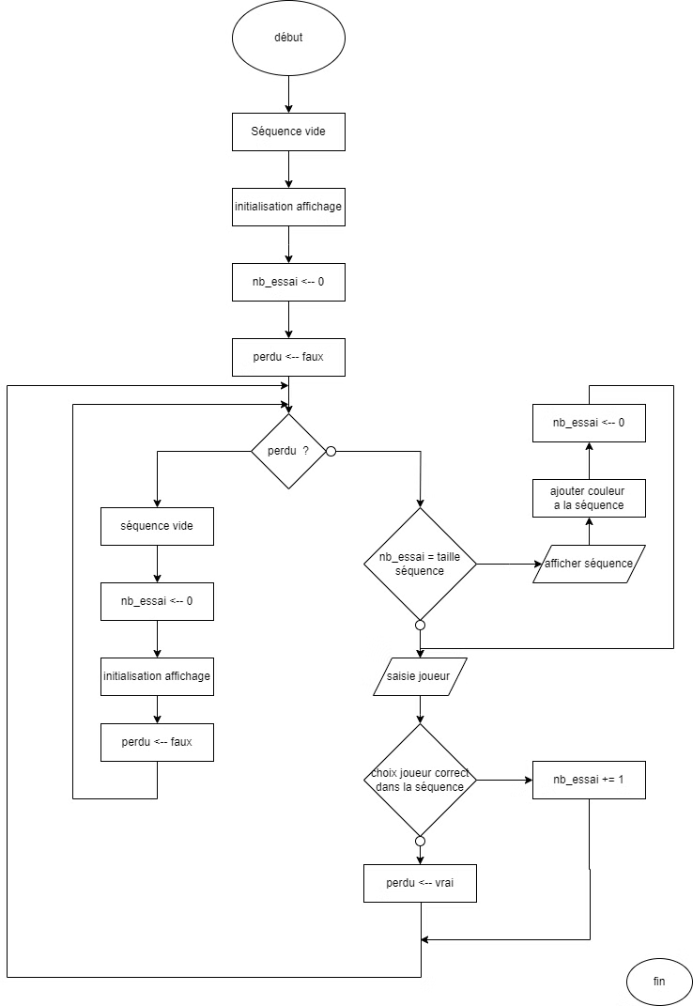 début
Séquence vide
initialisation affichage
nb_essai <-- 0
perdu <-- faux
perdu ?
séquence vide
nb_essai <-- 0
initialisation affichage
perdu <-- faux
nb_essai = taille
séquence
afficher séquence
ajouter couleur
a la séquence
nb_essai <-- 0
saisie joueur
choix joueur correct
dans la séquence
nb_essai += 1
perdu <-- vrai
fin